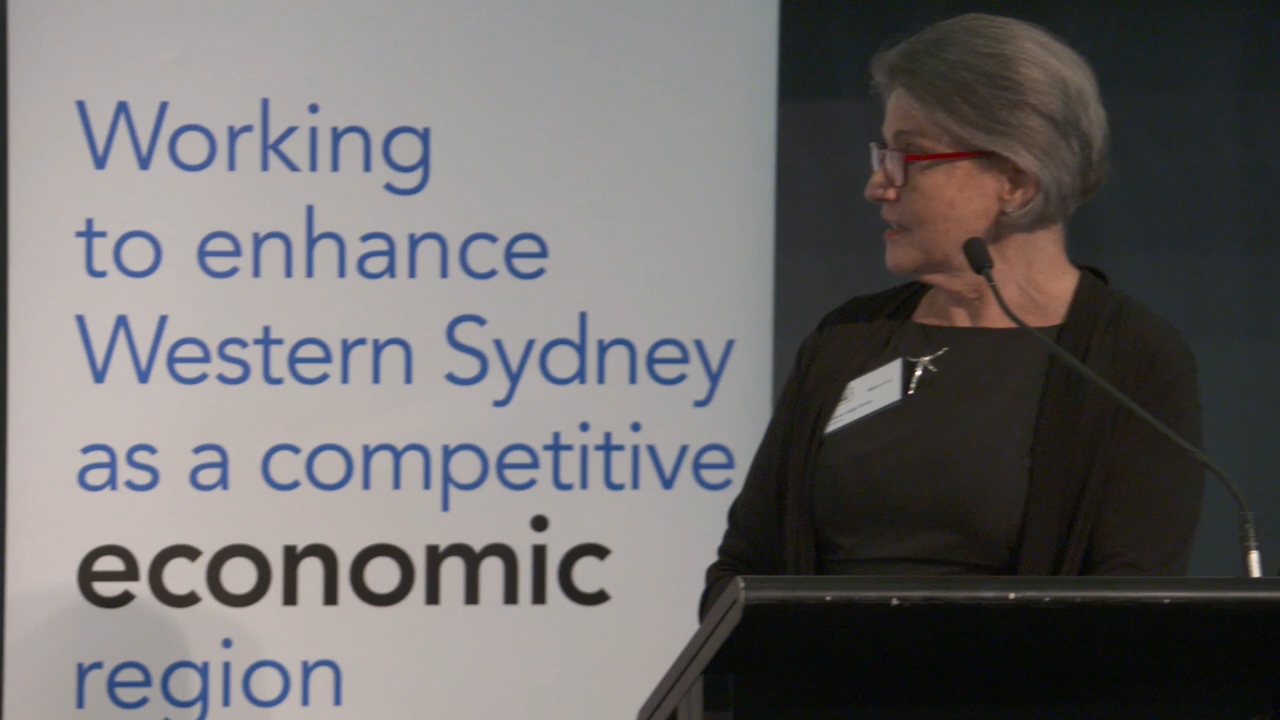 Working
to enhance
Western Sydney
as a competitive
economic
region